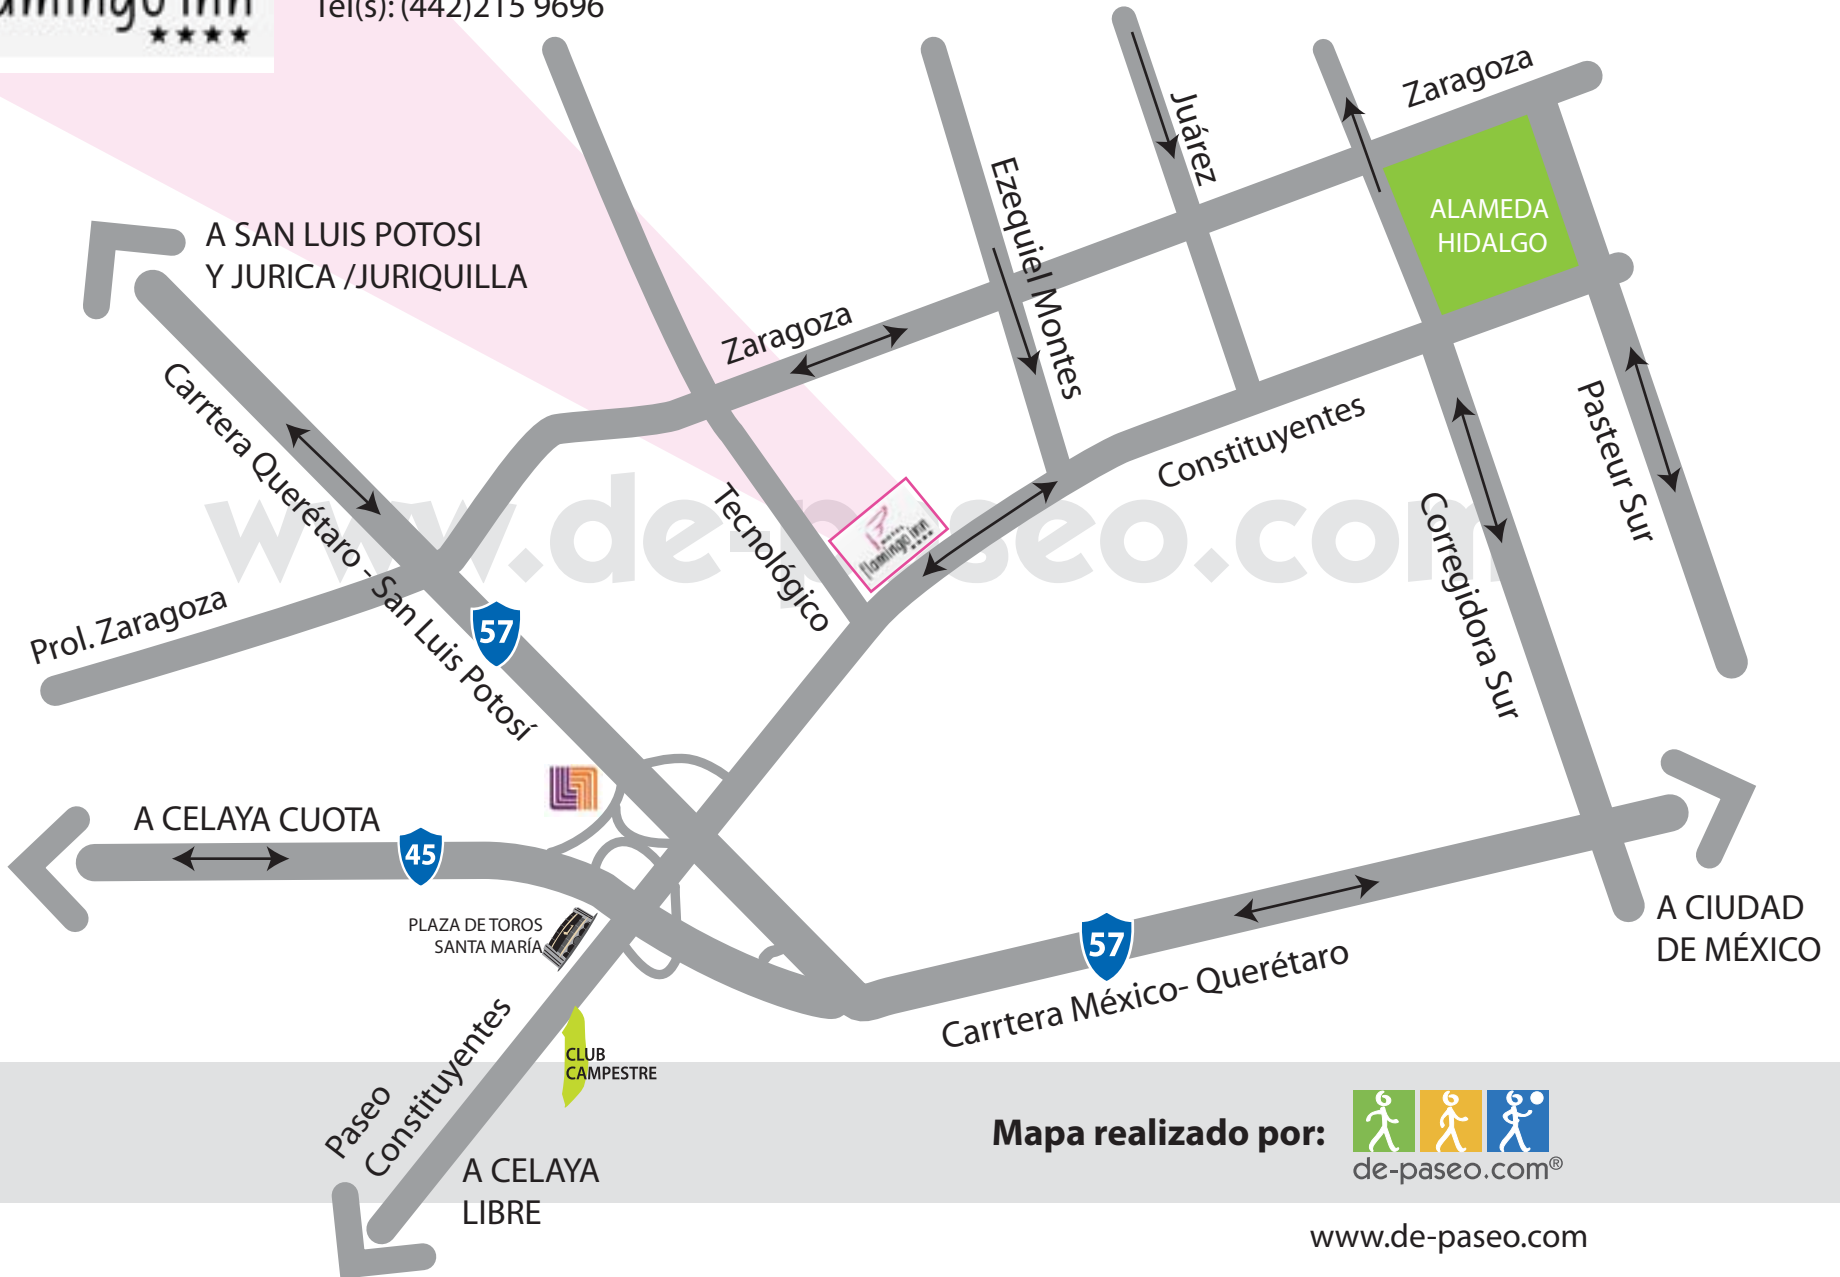 Tel(s): (442)215 9696
Zaragoza
Juárez
ALAMEDA
HIDALGO
Ezequiel Montes
A SAN LUIS POTOSI
Y JURICA /JURIQUILLA
Zaragoza
Carrtera Querétaro - San Luis Potosí
Constituyentes
Pasteur Sur
Corregidora Sur
Tecnológico
flamingo inn
www.de-paseo.com
Prol. Zaragoza
57
A CELAYA CUOTA
45
PLAZA DE TOROS
SANTA MARÍA
57
A CIUDAD
DE MÉXICO
Carrtera México- Querétaro
CLUB
CAMPESTRE
Paseo
Constituyentes
A CELAYA
LIBRE
Mapa realizado por:
de-paseo.com®
www.de-paseo.com